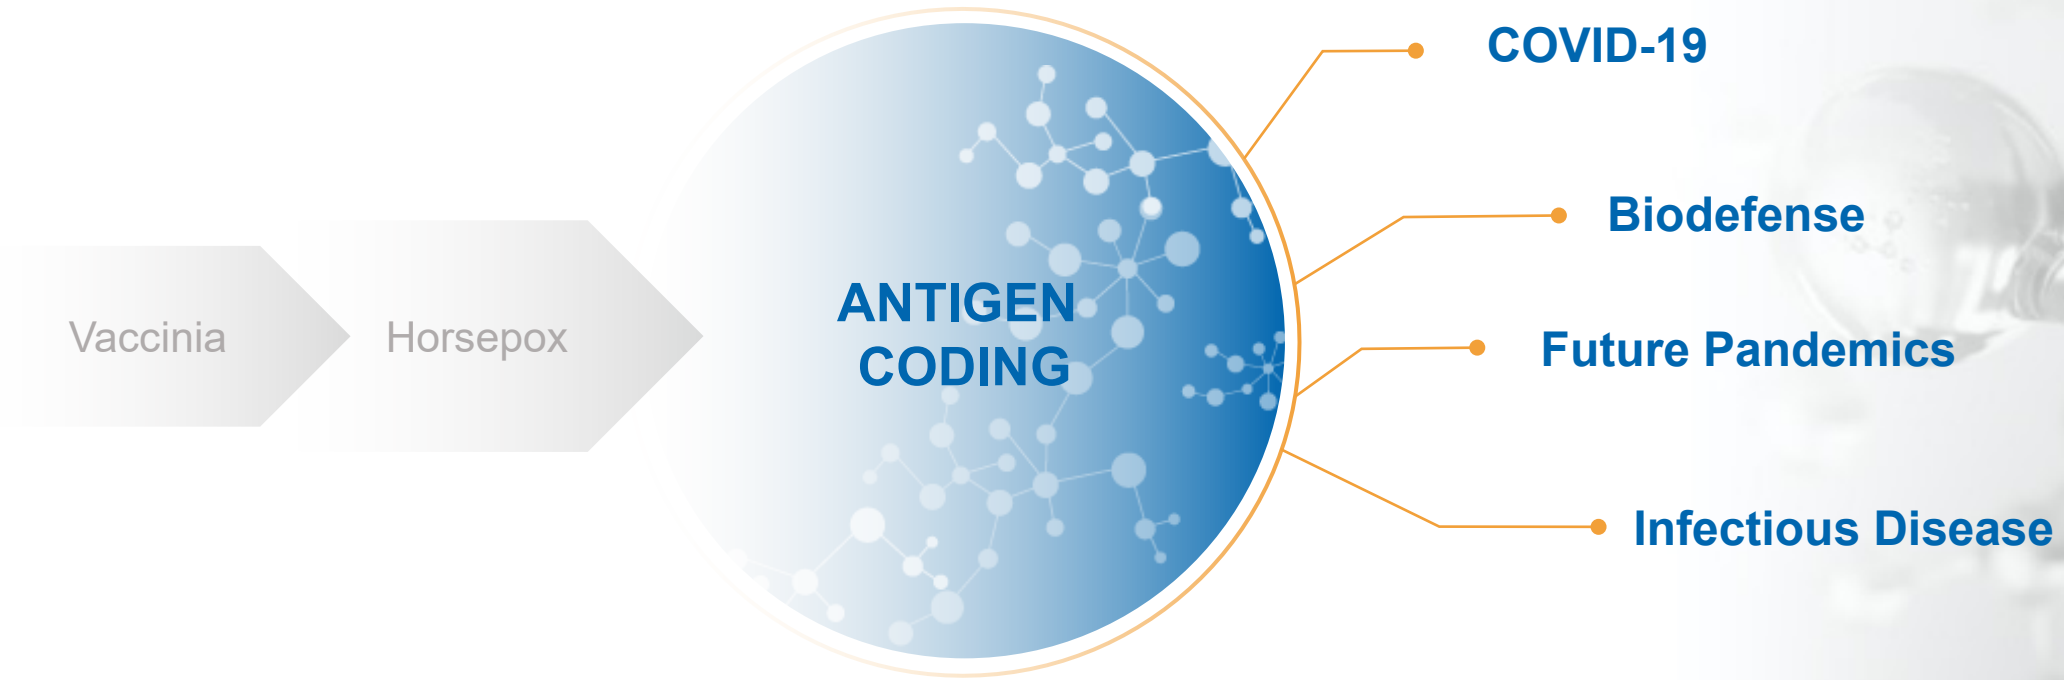 Vaccinia
Horsepox
ANTIGEN
CODING
COVID-19
Biodefense
Future Pandemics
Infectious Disease